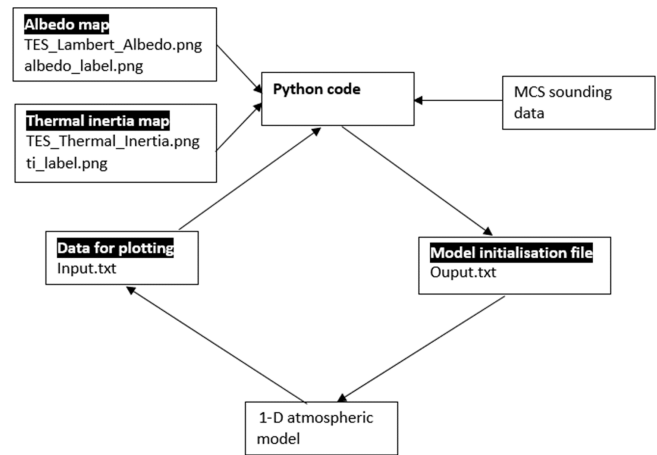 Albedo map
TES_Lambert_Albedo.png
albedo_label.png
Python code
MCS sounding
data
Thermal inertia map
TES_Thermal_Inertia.png
ti_label.png
Data for plotting
Input.txt
Model initialisation file
Ouput.txt
1-D atmospheric
model